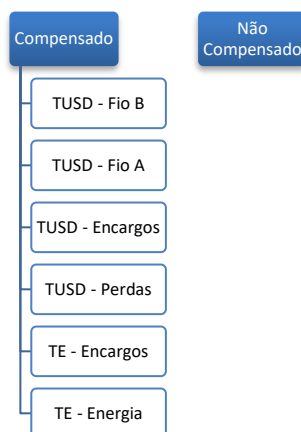 Compensado
TUSD - Fio B
TUSD - Fio A
TUSD - Encargos
TUSD - Perdas
TE - Encargos
TE - Energia
Não
Compensado